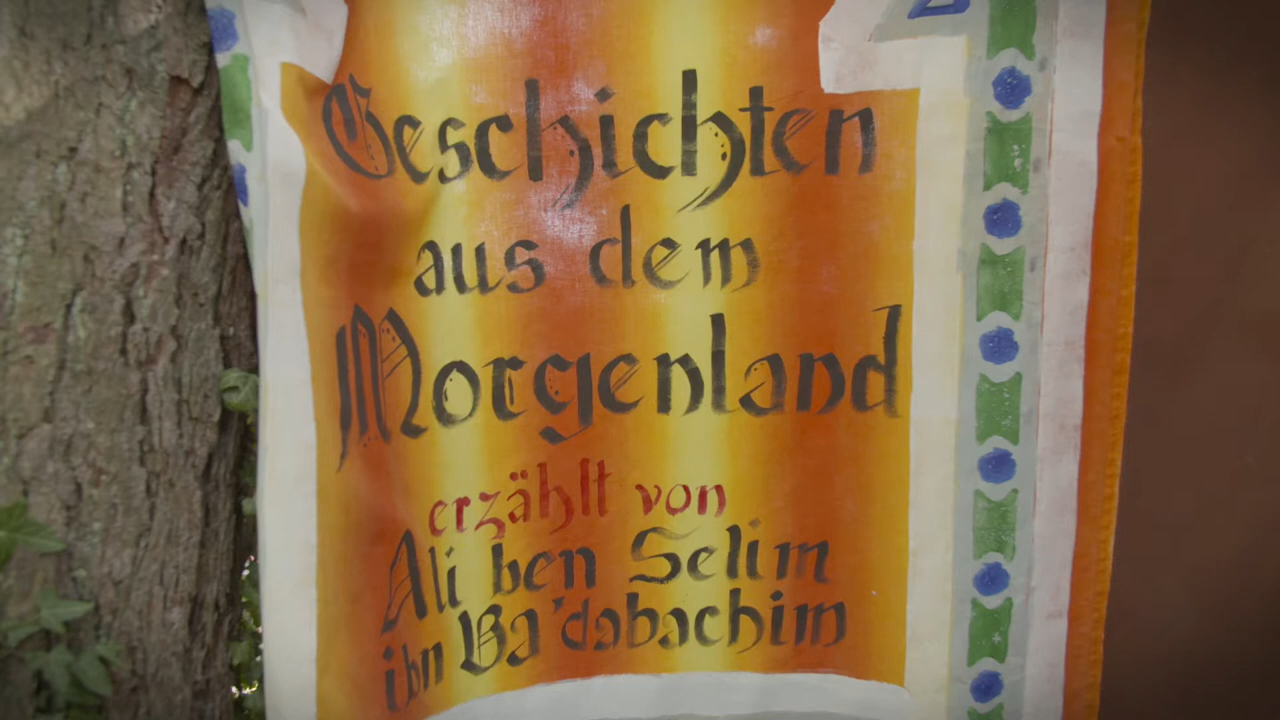 Geschichten
aus dem
Morgenland
erzählt von
Ali ben Selim
ibn Ba'dabachim